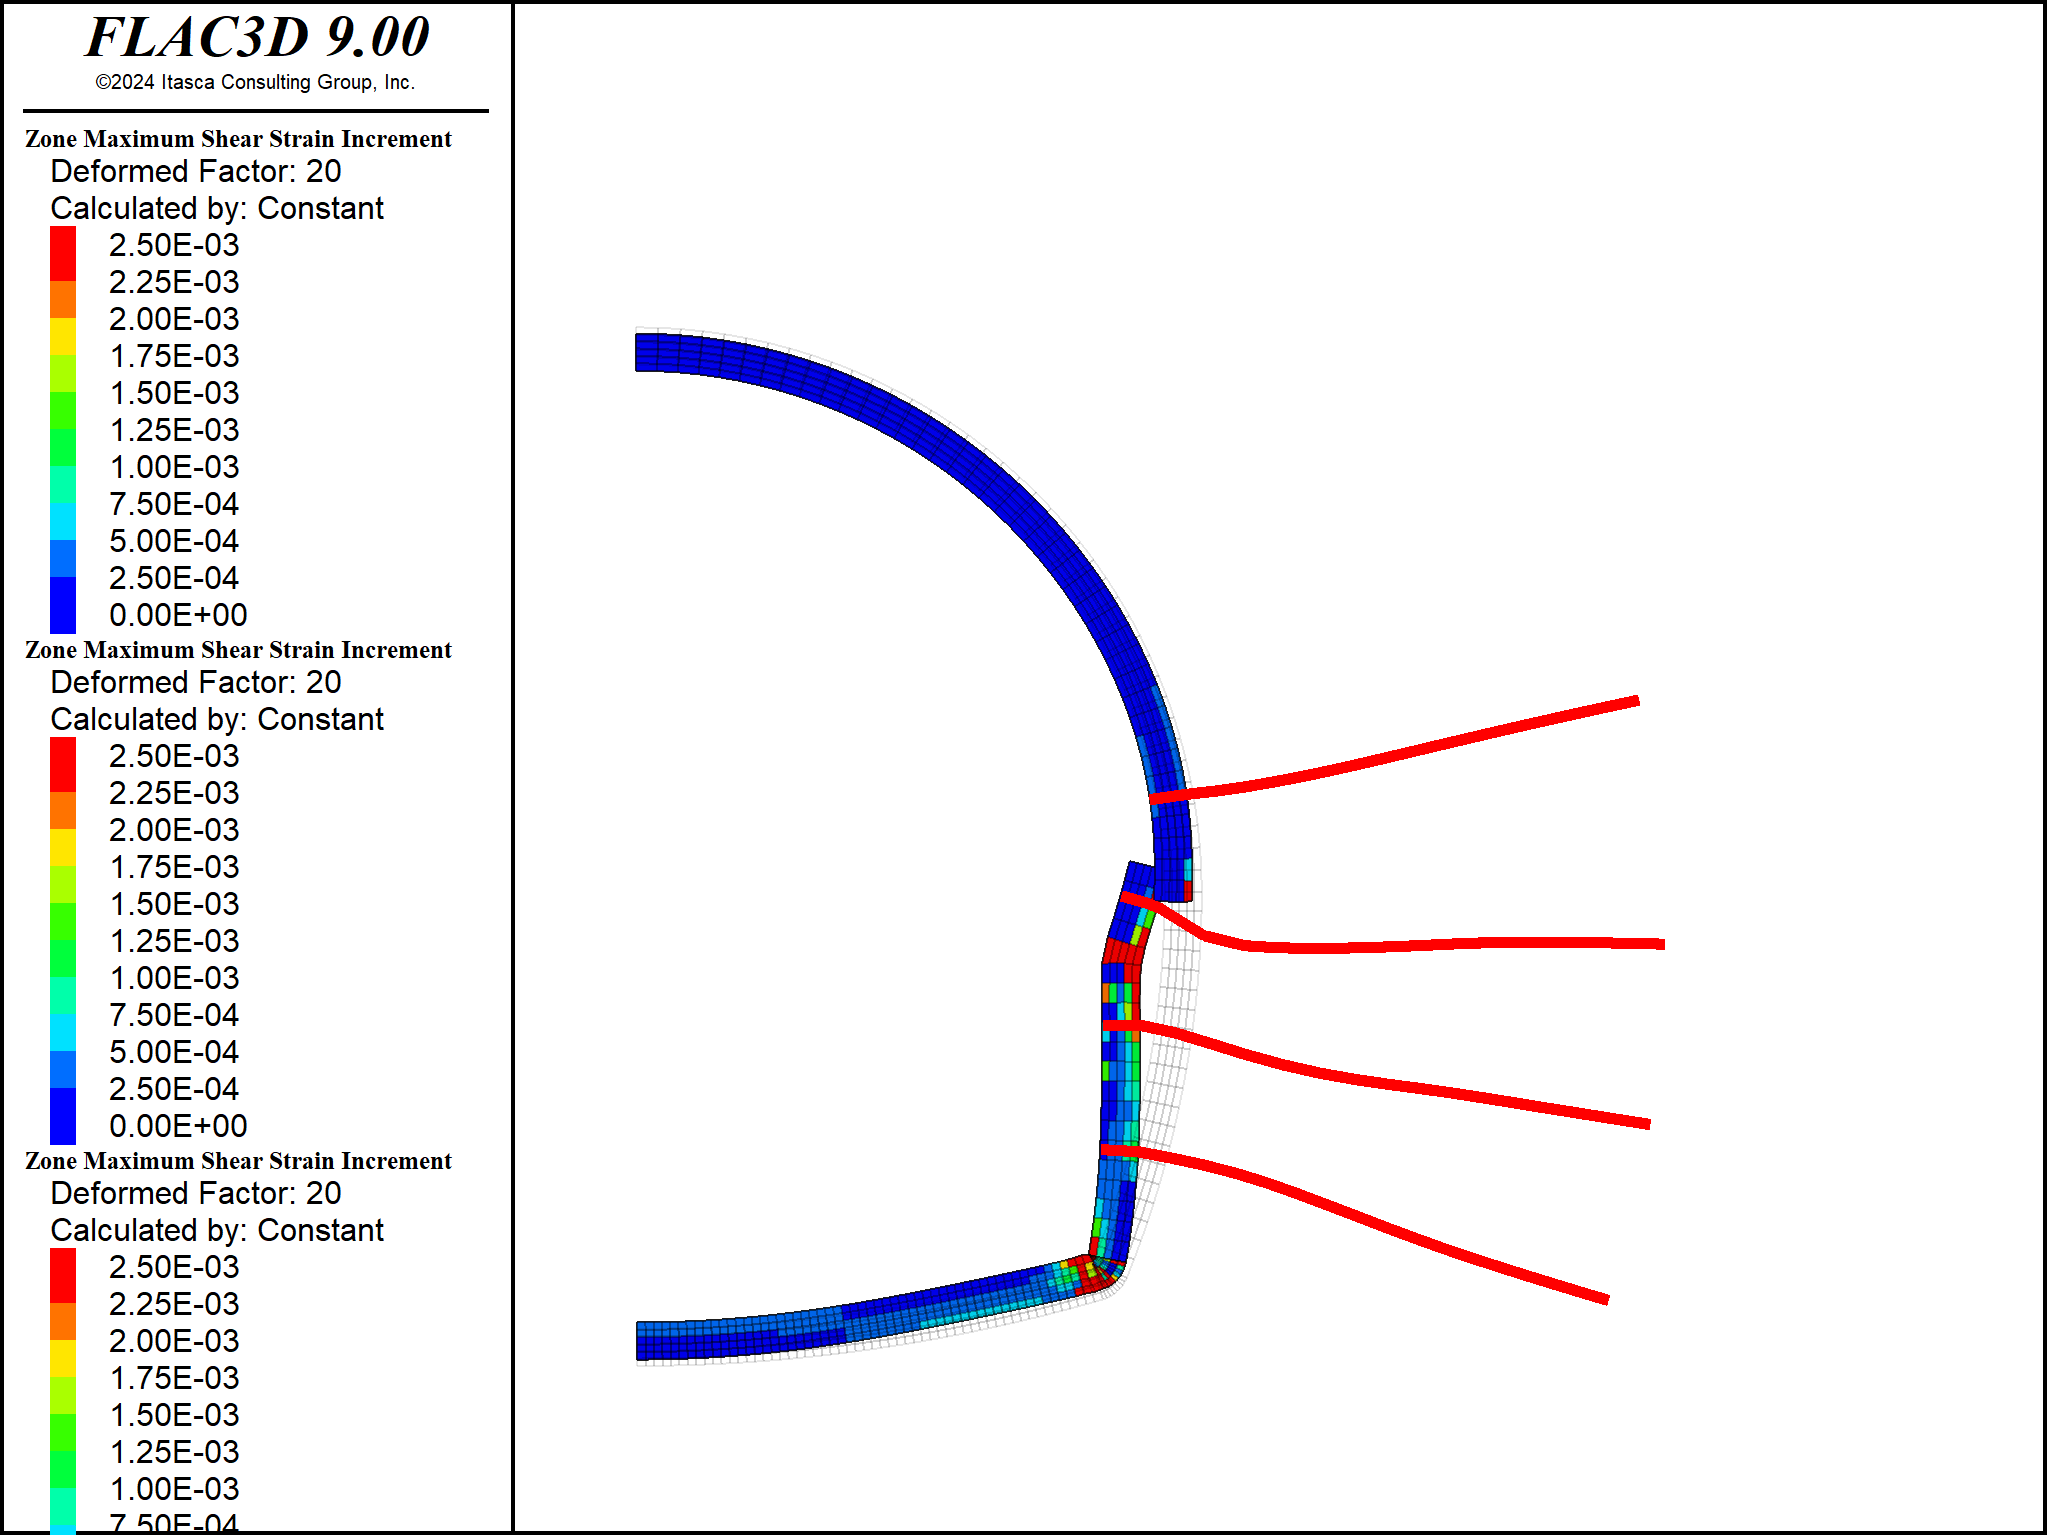 FLAC3D 9.00
©2024 Itasca Consulting Group, Inc.
Zone Maximum Shear Strain Increment
Deformed Factor: 20
Calculated by: Constant
2.50E-03
2.25E-03
2.00E-03
1.75E-03
1.50E-03
1.25E-03
1.00E-03
7.50E-04
5.00E-04
2.50E-04
0.00E+00
Zone Maximum Shear Strain Increment
Deformed Factor: 20
Calculated by: Constant
2.50E-03
2.25E-03
2.00E-03
1.75E-03
1.50E-03
1.25E-03
1.00E-03
7.50E-04
5.00E-04
2.50E-04
0.00E+00
Zone Maximum Shear Strain Increment
Deformed Factor: 20
Calculated by: Constant
2.50E-03
2.25E-03
2.00E-03
1.75E-03
1.50E-03
1.25E-03
1.00E-03
7.50E-04